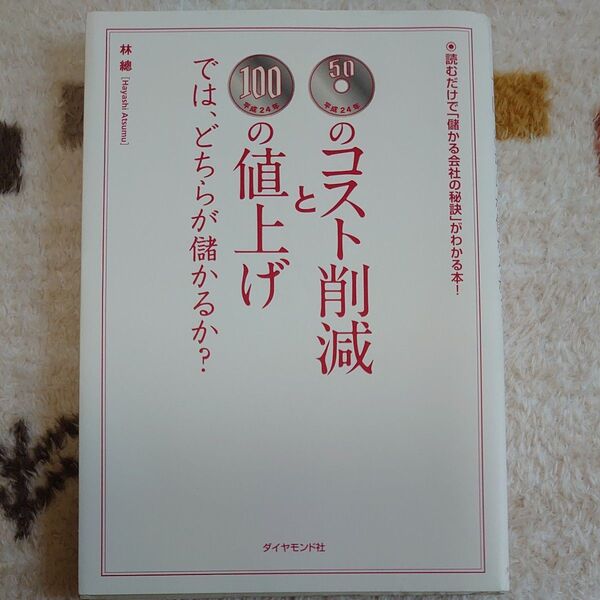 ◉読むだけで「儲かる会社の秘訣」がわかる本!
50
平成24年
のコスト削減
と
100
平成24年
の値上げ
では、どちらが儲かるか?
林 總[Hayashi Atsumu]
ダイヤモンド社